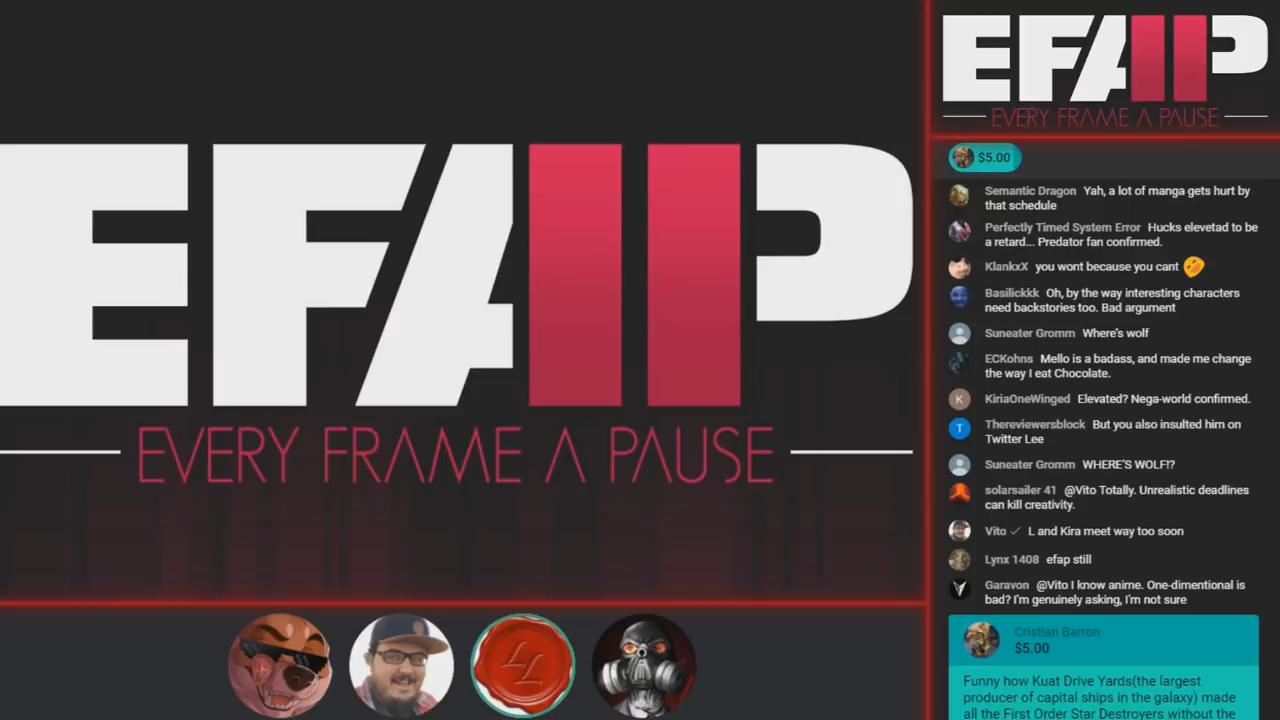 EFAP
EVERY FRAME A PAUSE
LL
EFAP
EVERY FRAME A PAUSE
$5.00
Semantic Dragon Yah, a lot of manga gets hurt by
that schedule
Perfectly Timed System Error Hucks elevetad to be
a retard... Predator fan confirmed.
KlankxX you wont because you cant
Basilickkk Oh, by the way interesting characters
need backstories too. Bad argument
Suneater Gromm Where's wolf
ECKohns Mello is a badass, and made me change
the way I eat Chocolate.
K
KiriaOneWinged Elevated? Nega-world confirmed.
T
Thereviewersblock But you also insulted him on
Twitter Lee
Suneater Gromm WHERE'S WOLF!?
solarsailer 41 @Vito Totally. Unrealistic deadlines
can kill creativity.
Vito L and Kira meet way too soon
Lynx 1408 efap still
Garavon @Vito I know anime. One-dimentional is
bad? I'm genuinely asking, I'm not sure
Cristian Barron
$5.00
Funny how Kuat Drive Yards(the largest
producer of capital ships in the galaxy) made
all the First Order Star Destroyers without the